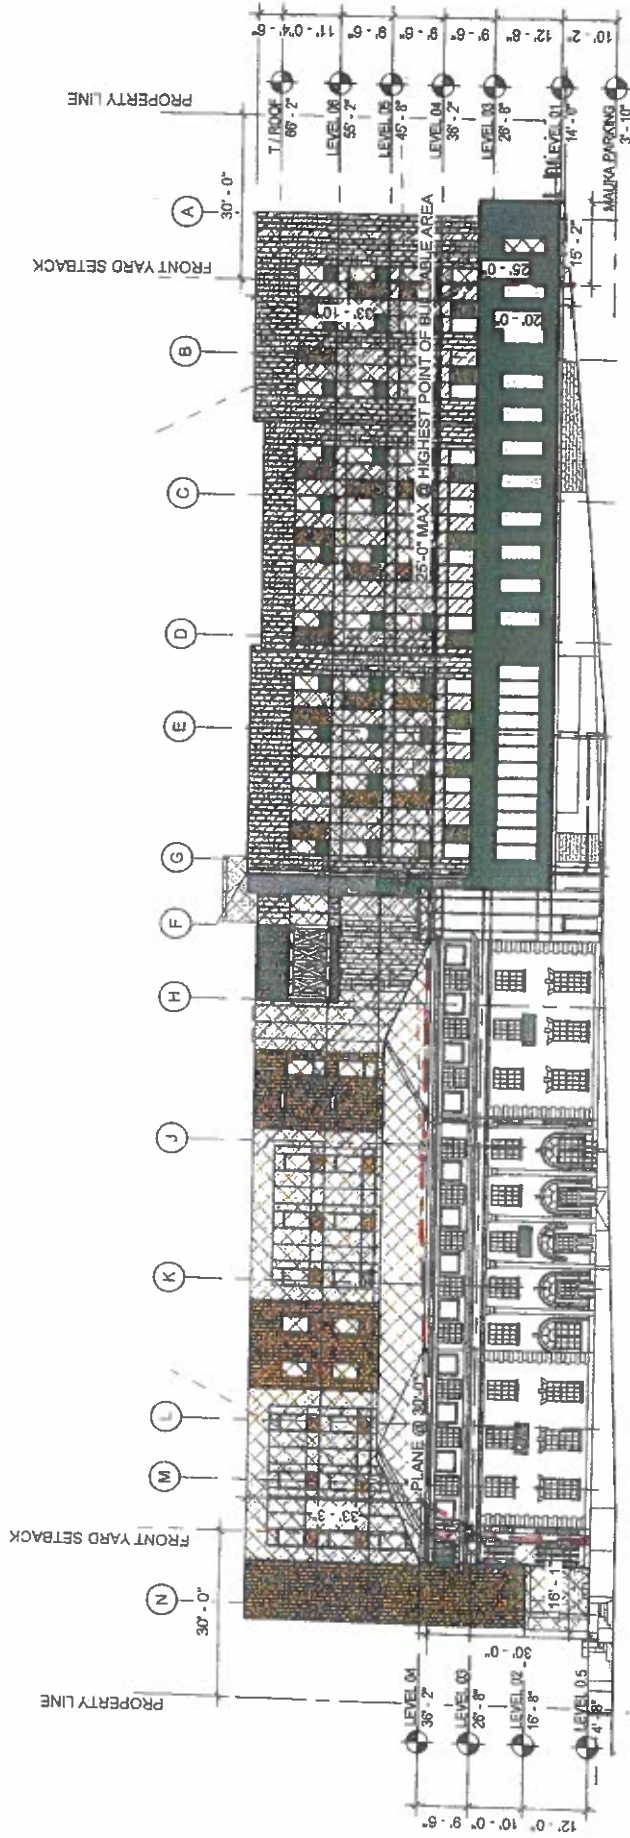 PROPERTY LINE
30' - 0"
FRONT YARD SETBACK
N
M
L
K
J
H
F
G
E
D
C
B
A
FRONT YARD SETBACK
30' - 0"
PROPERTY LINE
4' - 6"
11' - 0"
9' - 6"
9' - 6"
9' - 6"
12' - 8"
10' - 2"
T / ROOF
66' - 2"
LEVEL 06
55' - 2"
LEVEL 05
45' - 8"
LEVEL 04
36' - 2"
LEVEL 03
26' - 8"
LEVEL 01
14' - 0"
MAUKA PARKING
3' - 10"
33' - 10"
25'-0" MAX @ HIGHEST POINT OF BUILDABLE AREA
25' - 0"
20' - 0"
15' - 2"
33' - 3"
PLANE @ 30'-0"
16' - 1"
30' - 0"
LEVEL 04
36' - 2"
LEVEL 03
26' - 8"
LEVEL 02
16' - 8"
LEVEL 0.5
4' - 8"
9' - 6"
10' - 0"
12' - 0"